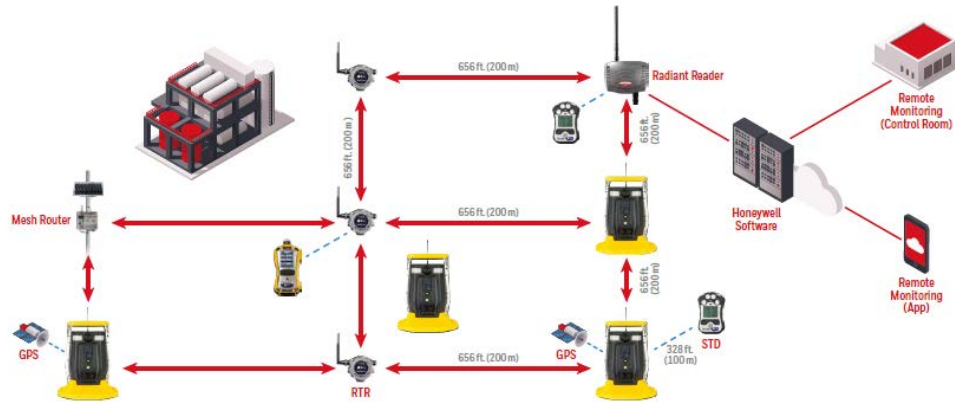 656 ft. (200 m)
Radiant Reader
Remote
Monitoring
(Control Room)
656 ft. (200 m)
656 ft.
(200 m)
Mesh Router
656 ft. (200 m)
Honeywell
Software
656 ft.
(200 m)
Remote
Monitoring
(App)
GPS
GPS
STD
328 ft.
(100 m)
656 ft. (200 m)
RTR